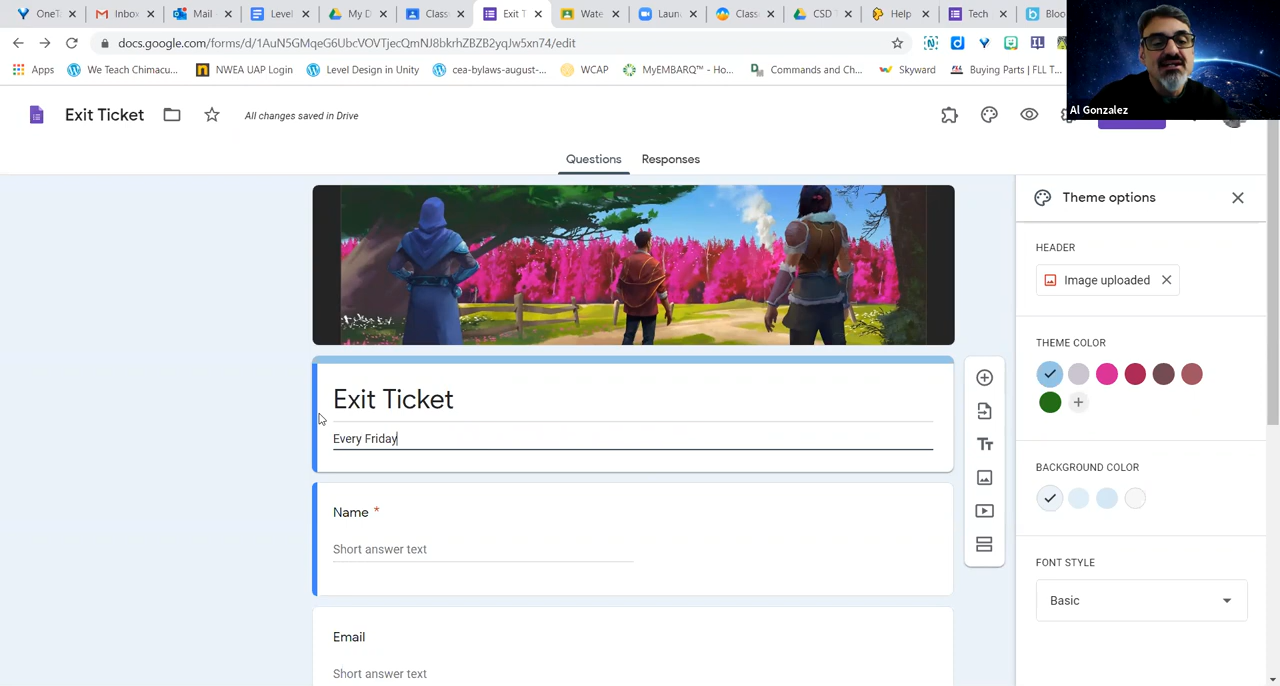 OneT
Inbox
Mail -
Level
My D
Class
Exit T
Wate
Laun
Class
CSD T
Help
Tech
Bloo
docs.google.com/forms/d/1AuN5GMqeG6UbcVOVTjecQmNJ8bkrhZBZB2yqJw5xn74/edit
Apps
We Teach Chimacu...
NWEA UAP Login
Level Design in Unity
cea-bylaws-august-...
WCAP
MyEMBARQ™ - Ho...
Commands and Ch...
Skyward
Buying Parts | FLL T...
Al Gonzalez
Exit Ticket
All changes saved in Drive
Questions
Responses
Theme options
HEADER
Image uploaded
THEME COLOR
Exit Ticket
Every Friday
BACKGROUND COLOR
Name *
Short answer text
FONT STYLE
Basic
Email
Short answer text